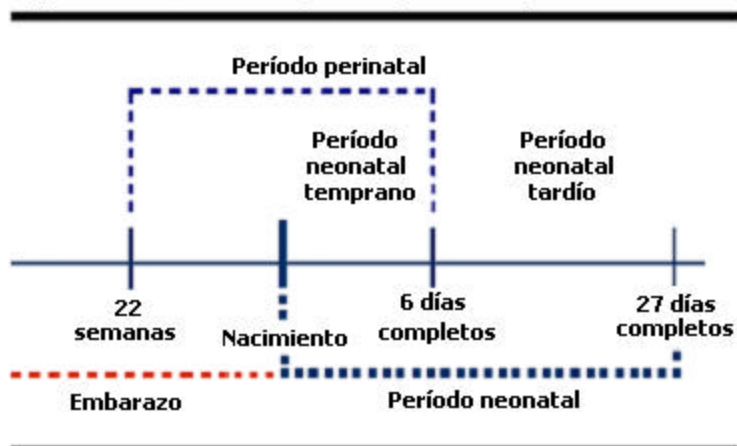 Período perinatal
Período
neonatal
temprano
Período
neonatal
tardío
22
semanas
Nacimiento
6 días
completos
27 días
completos
Embarazo
Período neonatal